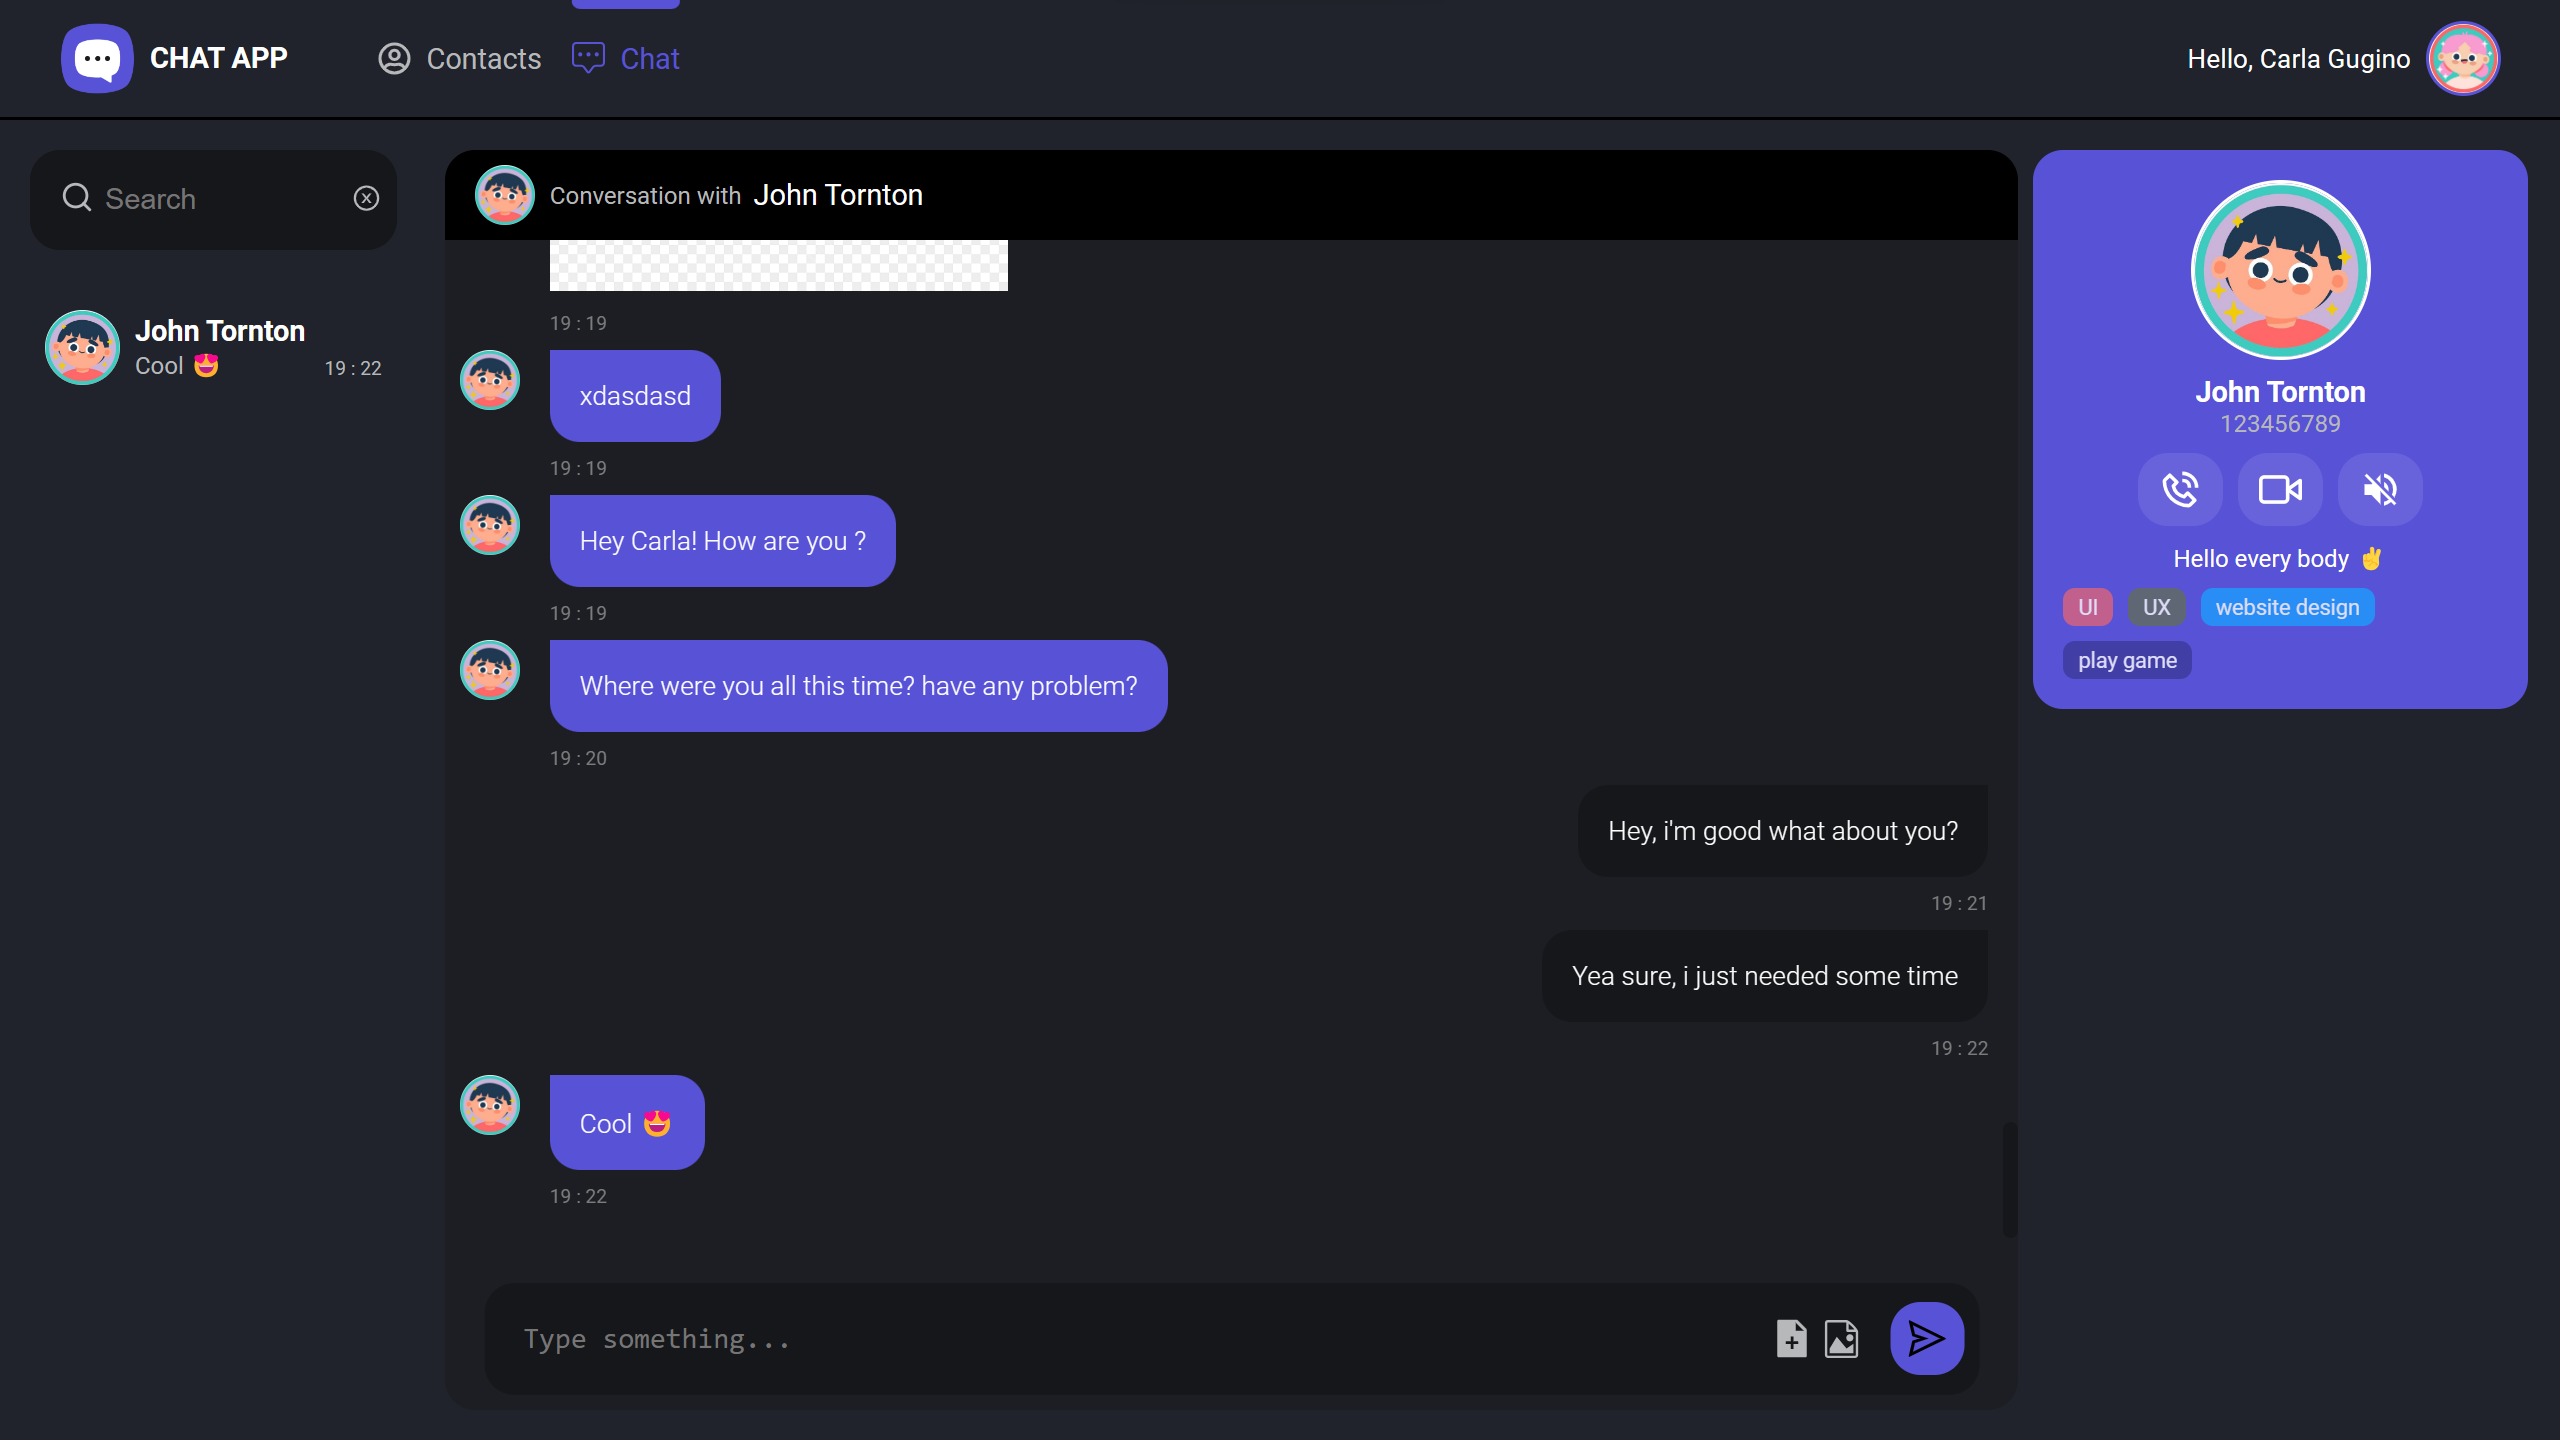 CHAT APP
Contacts
Chat
Hello, Carla Gugino
Search
John Tornton
Cool 😍
19 : 22
Conversation with John Tornton
19 : 19
xdasdasd
19 : 19
Hey Carla! How are you ?
19 : 19
Where were you all this time? have any problem?
19 : 20
Hey, i'm good what about you?
19 : 21
Yea sure, i just needed some time
19 : 22
Cool 😍
19 : 22
Type something...
John Tornton
123456789
Hello every body ✌
UI UX website design
play game